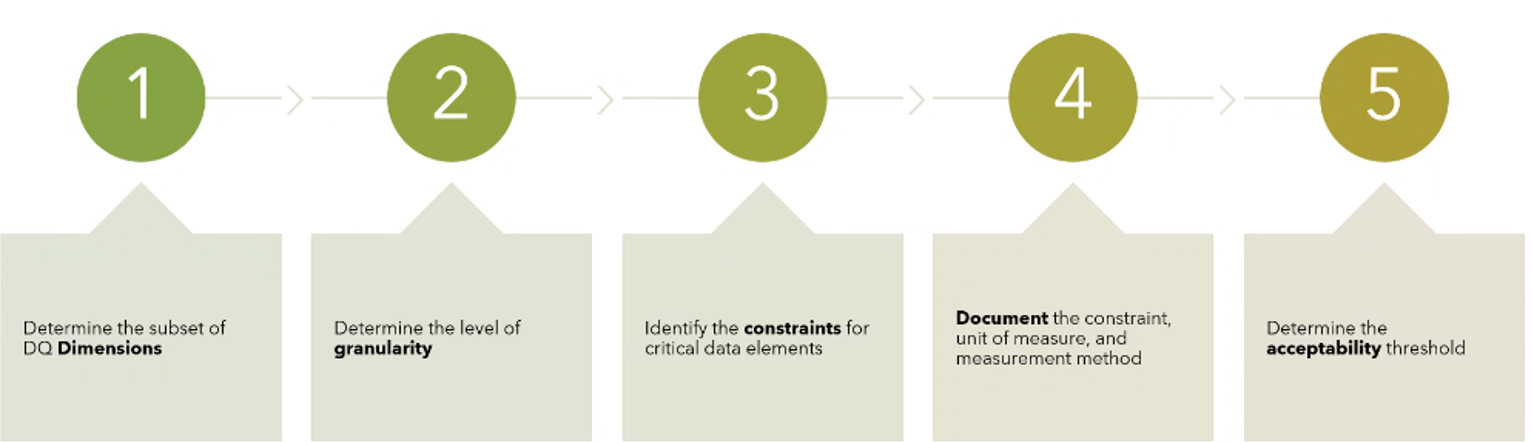 1
2
3
4
5
Determine the subset of
DQ Dimensions
Determine the level of
granularity
Identify the constraints for
critical data elements
Document the constraint,
unit of measure, and
measurement method
Determine the
acceptability threshold